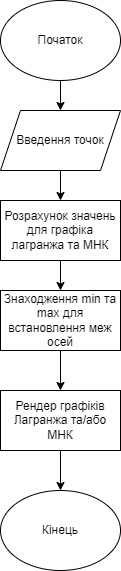 Початок
Введення точок
Розрахунок значень
для графіка
лагранжа та МНК
Знаходження min та
max для
встановлення меж
осей
Рендер графіків
Лагранжа та/або
МНК
Кінець